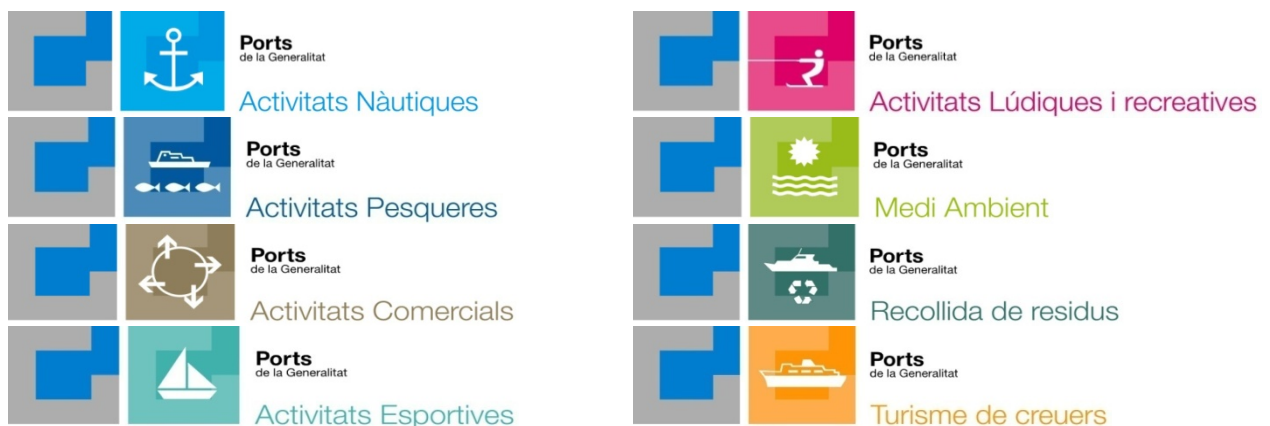 Ports
de la Generalitat
Activitats Nàutiques
Ports
de la Generalitat
Activitats Pesqueres
Ports
de la Generalitat
Activitats Comercials
Ports
de la Generalitat
Activitats Esportives
Ports
de la Generalitat
Activitats Lúdiques i recreatives
Ports
de la Generalitat
Medi Ambient
Ports
de la Generalitat
Recollida de residus
Ports
de la Generalitat
Turisme de creuers